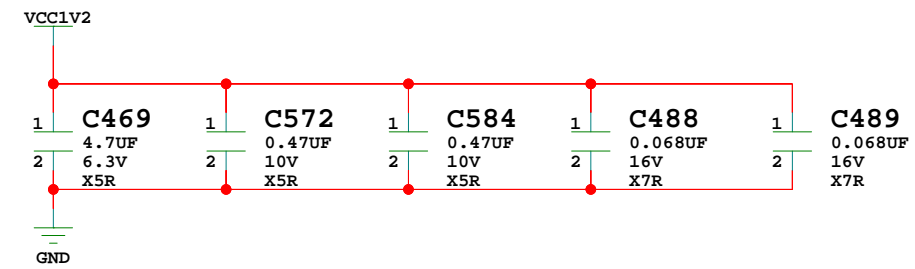 VCC1V2
1 C469 1 C572 1 C584 1 C488 1 C489
4.7UF 0.47UF 0.47UF 0.068UF 0.068UF
2 6.3V 2 10V 2 10V 2 16V 2 16V
X5R X5R X5R X7R X7R
GND